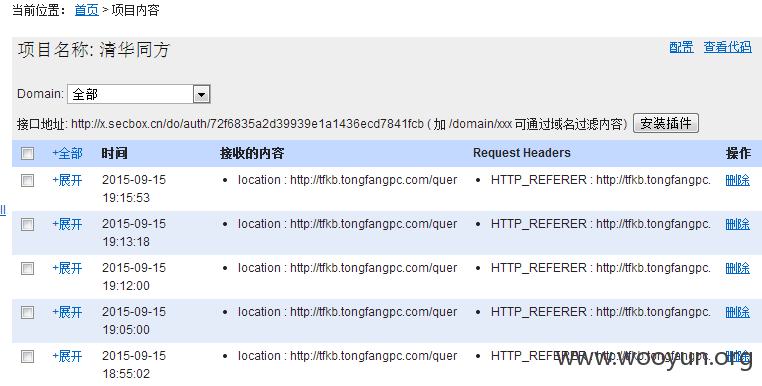 当前位置： 首页 > 项目内容
项目名称: 清华同方
配置 查看代码
Domain: 全部
接口地址: http://x.secbox.cn/do/auth/72f6835a2d39939e1a1436ecd7841fcb ( 加 /domain/xxx 可通过域名过滤内容) 安装插件
+全部 时间 接收的内容 Request Headers 操作
+展开 2015-09-15 19:15:53 • location : http://tfkb.tongfangpc.com/quer • HTTP_REFERER : http://tfkb.tongfangpc. 删除
+展开 2015-09-15 19:13:18 • location : http://tfkb.tongfangpc.com/quer • HTTP_REFERER : http://tfkb.tongfangpc. 删除
+展开 2015-09-15 19:12:00 • location : http://tfkb.tongfangpc.com/quer • HTTP_REFERER : http://tfkb.tongfangpc. 删除
+展开 2015-09-15 19:05:00 • location : http://tfkb.tongfangpc.com/quer • HTTP_REFERER : http://tfkb.tongfangpc. 删除
+展开 2015-09-15 18:55:02 • location : http://tfkb.tongfangpc.com/quer • HTTP_REFERER : http://tfkb.tongfangpc. 删除
www.wooyun.org